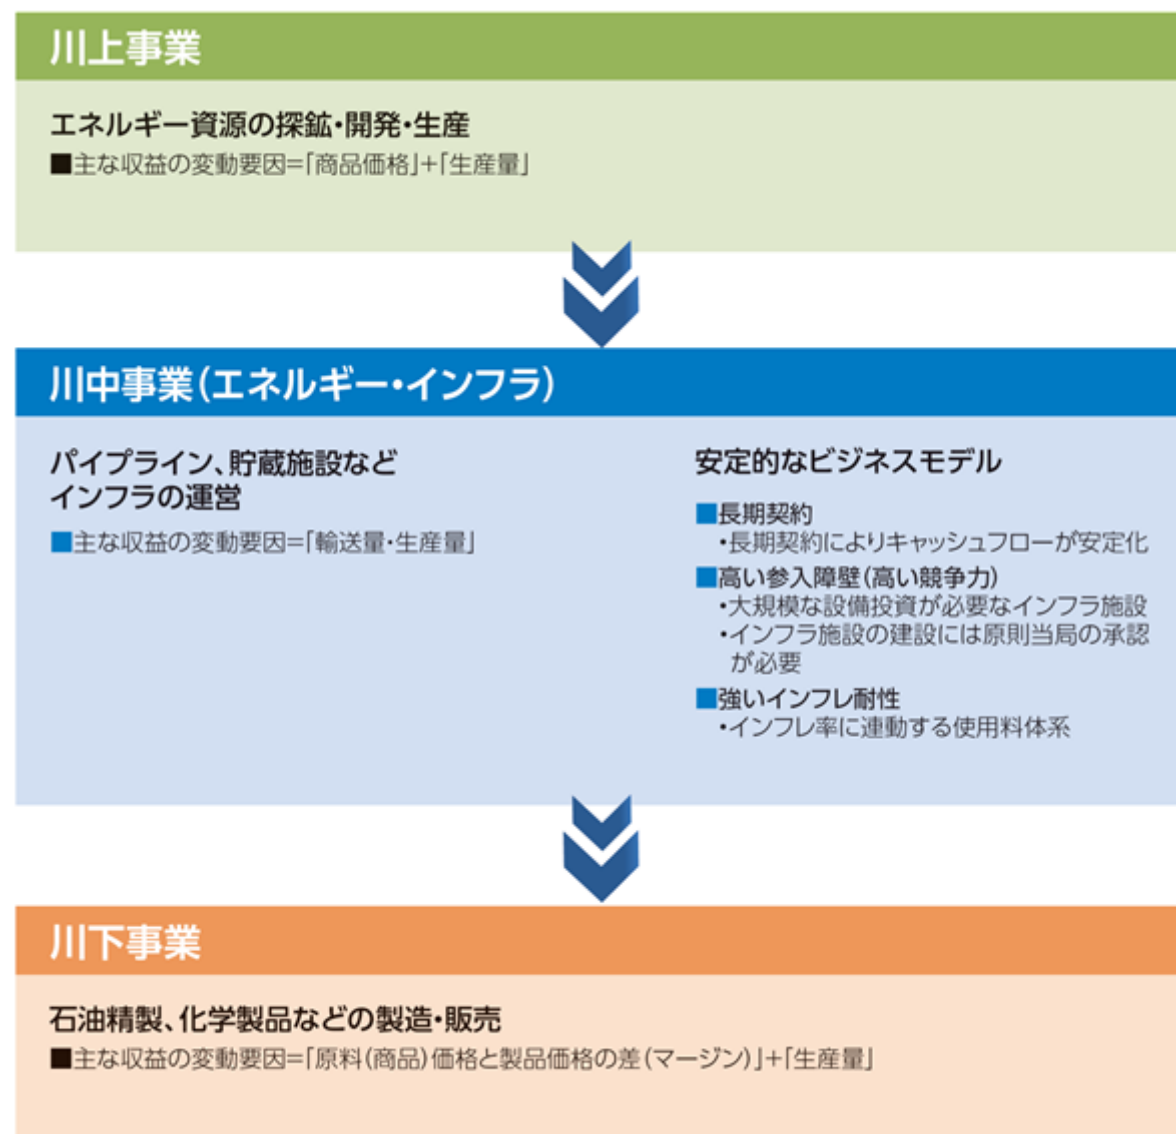 川上事業
エネルギー資源の探鉱・開発・生産
■主な収益の変動要因=「商品価格」+「生産量」
川中事業(エネルギー・インフラ)
パイプライン、貯蔵施設など
インフラの運営
■主な収益の変動要因=「輸送量・生産量」
安定的なビジネスモデル
■長期契約
・長期契約によりキャッシュフローが安定化
■高い参入障壁(高い競争力)
・大規模な設備投資が必要なインフラ施設
・インフラ施設の建設には原則当局の承認
が必要
■強いインフレ耐性
・インフレ率に連動する使用料体系
川下事業
石油精製、化学製品などの製造・販売
■主な収益の変動要因=「原料(商品)価格と製品価格の差(マージン)」+「生産量」